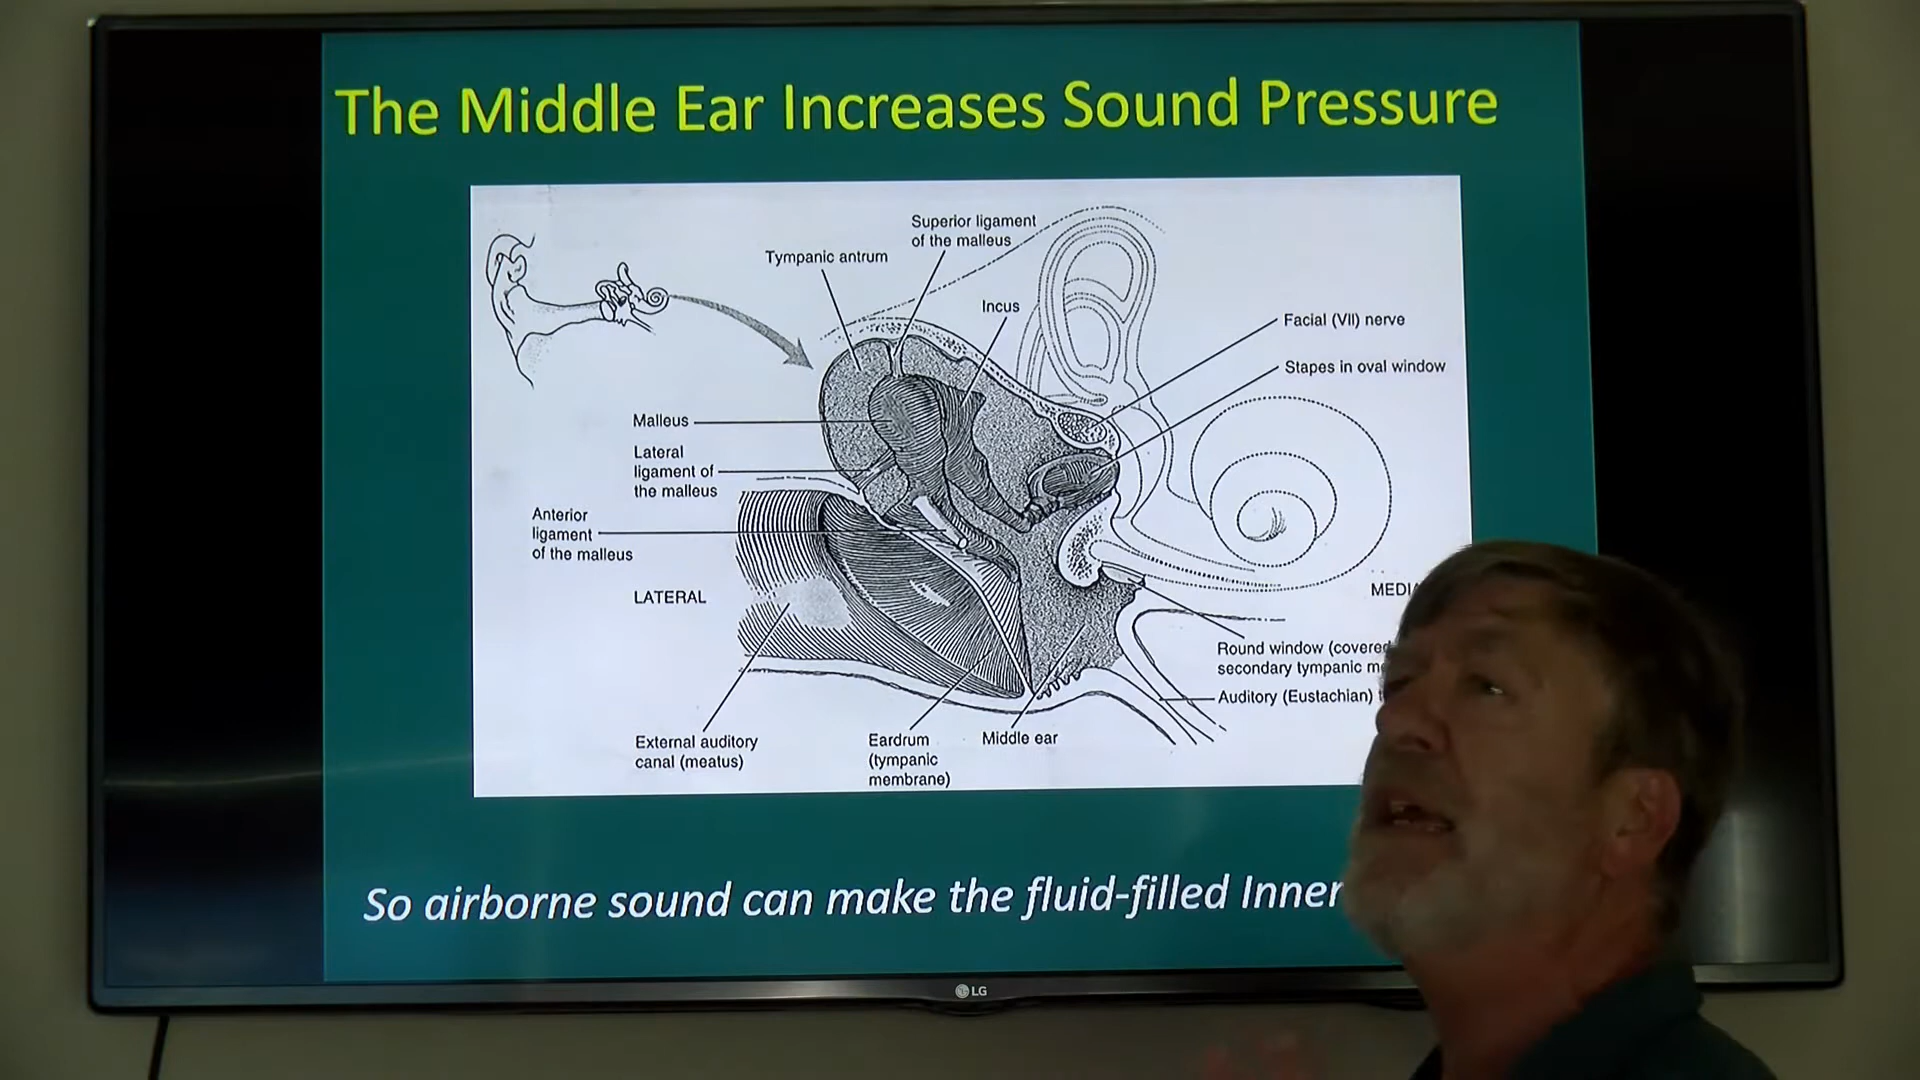 The Middle Ear Increases Sound Pressure
Superior ligament
of the malleus
Tympanic antrum
Incus
Facial (VII) nerve
Stapes in oval window
Malleus
Lateral
ligament of
the malleus
Anterior
ligament
of the malleus
LATERAL
Round window (covered
secondary tympanic
Auditory (Eustachian)
External auditory
canal (meatus)
Eardrum
(tympanic
membrane)
Middle ear
So airborne sound can make the fluid-filled Inner
LG